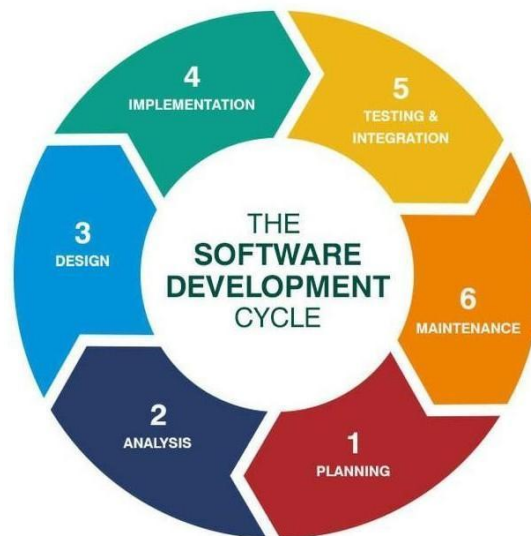 THE
SOFTWARE
DEVELOPMENT
CYCLE
1
PLANNING
2
ANALYSIS
3
DESIGN
4
IMPLEMENTATION
5
TESTING &
INTEGRATION
6
MAINTENANCE